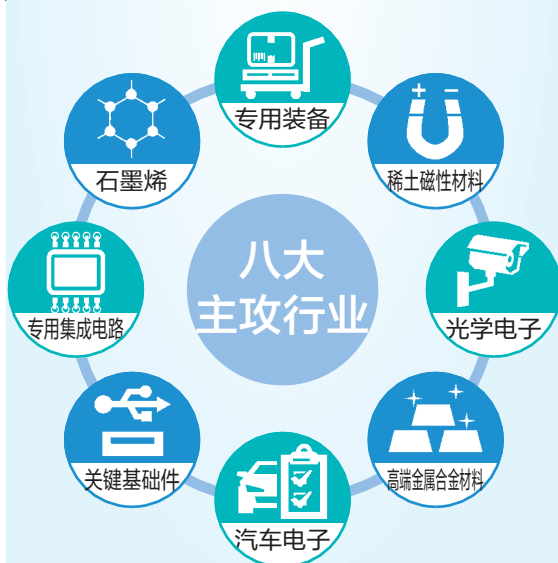 专用装备
石墨烯
+ −
稀土磁性材料
八大
主攻行业
专用集成电路
光学电子
关键基础件
高端金属合金材料
汽车电子